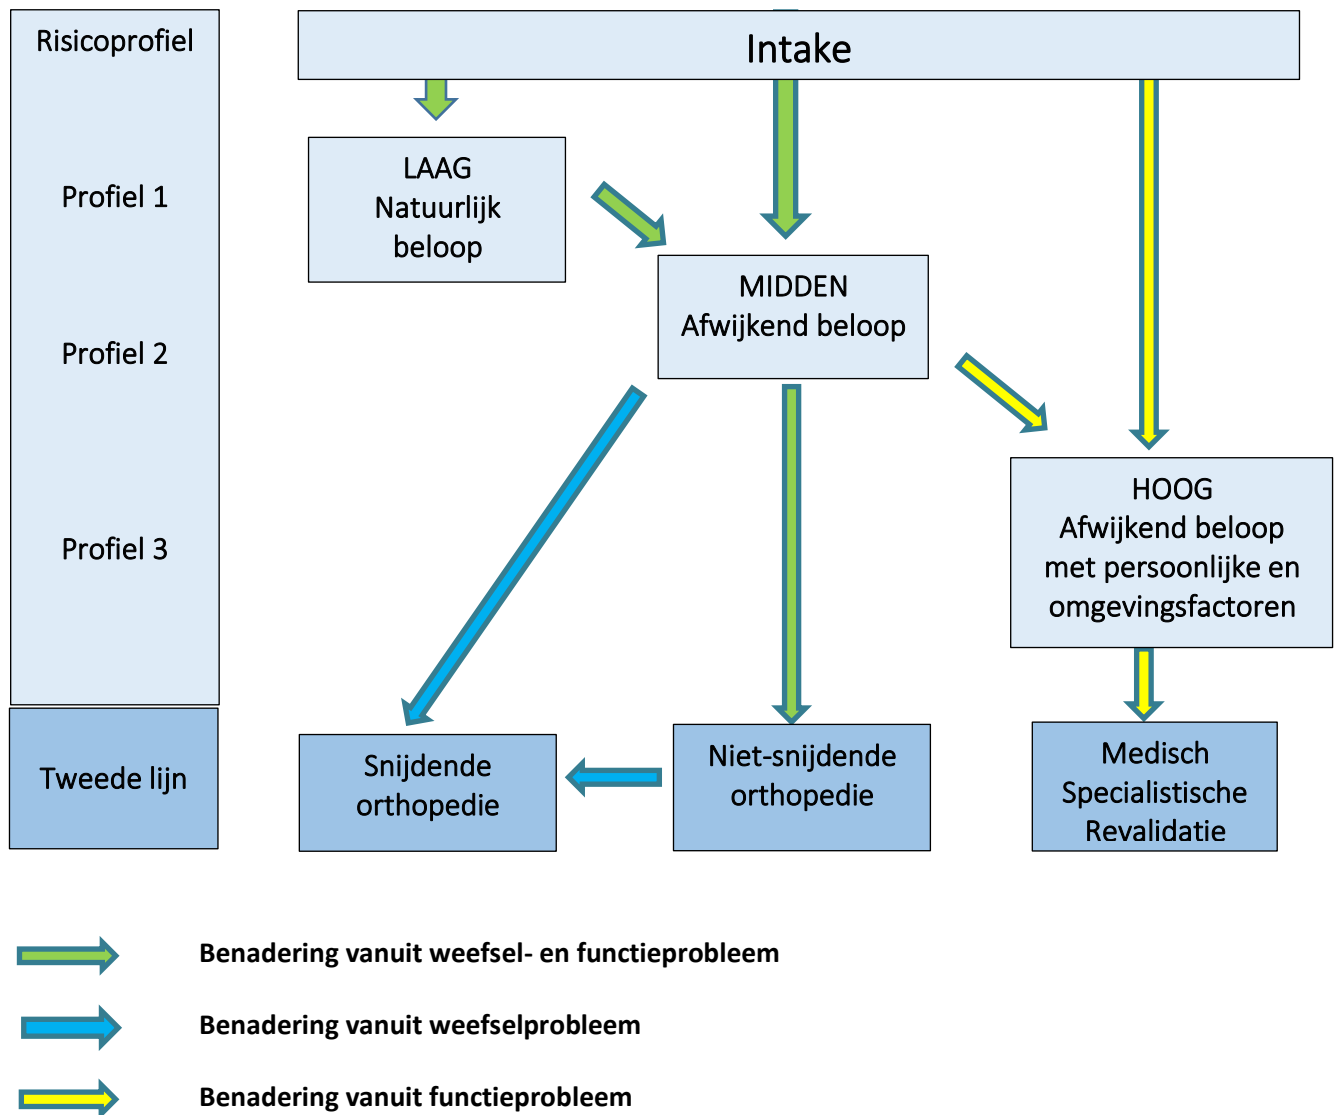 Risicoprofiel
Intake
Profiel 1
LAAG
Natuurlijk
beloop
MIDDEN
Afwijkend beloop
Profiel 2
HOOG
Afwijkend beloop
met persoonlijke en
omgevingsfactoren
Profiel 3
Tweede lijn
Snijdende
orthopedie
Niet-snijdende
orthopedie
Medisch
Specialistische
Revalidatie
Benadering vanuit weefsel- en functieprobleem
Benadering vanuit weefselprobleem
Benadering vanuit functieprobleem